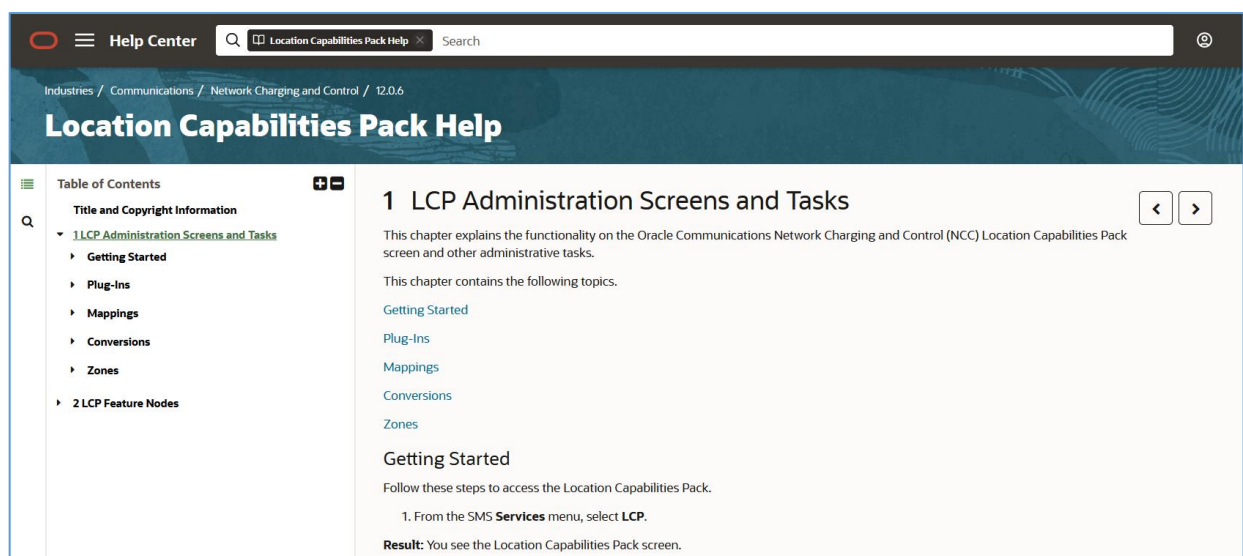 Help Center
Location Capabilities Pack Help × Search
Industries / Communications / Network Charging and Control / 12.0.6
Location Capabilities Pack Help
Table of Contents
Title and Copyright Information
1 LCP Administration Screens and Tasks
Getting Started
Plug-Ins
Mappings
Conversions
Zones
2 LCP Feature Nodes
1 LCP Administration Screens and Tasks
This chapter explains the functionality on the Oracle Communications Network Charging and Control (NCC) Location Capabilities Pack
screen and other administrative tasks.
This chapter contains the following topics.
Getting Started
Plug-Ins
Mappings
Conversions
Zones
Getting Started
Follow these steps to access the Location Capabilities Pack.
1. From the SMS Services menu, select LCP.
Result: You see the Location Capabilities Pack screen.